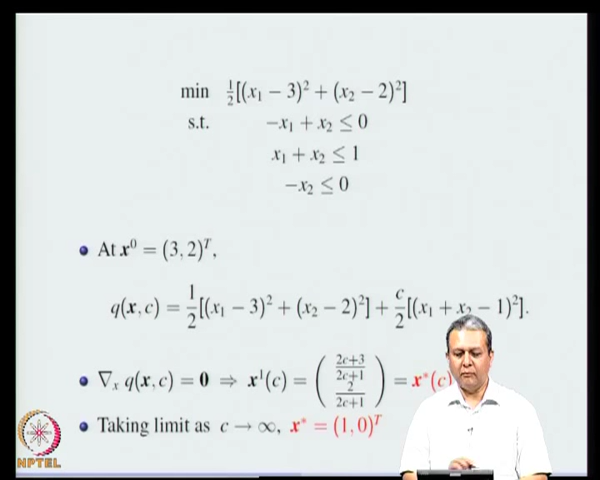 min ½[(x₁ − 3)² + (x₂ − 2)²]
s.t. −x₁ + x₂ ≤ 0
x₁ + x₂ ≤ 1
−x₂ ≤ 0
• At x⁰ = (3, 2)ᵀ,
q(x, c) = 1/2[(x₁ − 3)² + (x₂ − 2)²] + c/2[(x₁ + x₂ − 1)²].
• ∇ₓ q(x, c) = 0 ⇒ x¹(c) = ( (2c+3)/(2c+1) 2/(2c+1) ) = x*(c)
• Taking limit as c → ∞, x* = (1, 0)ᵀ
NPTEL